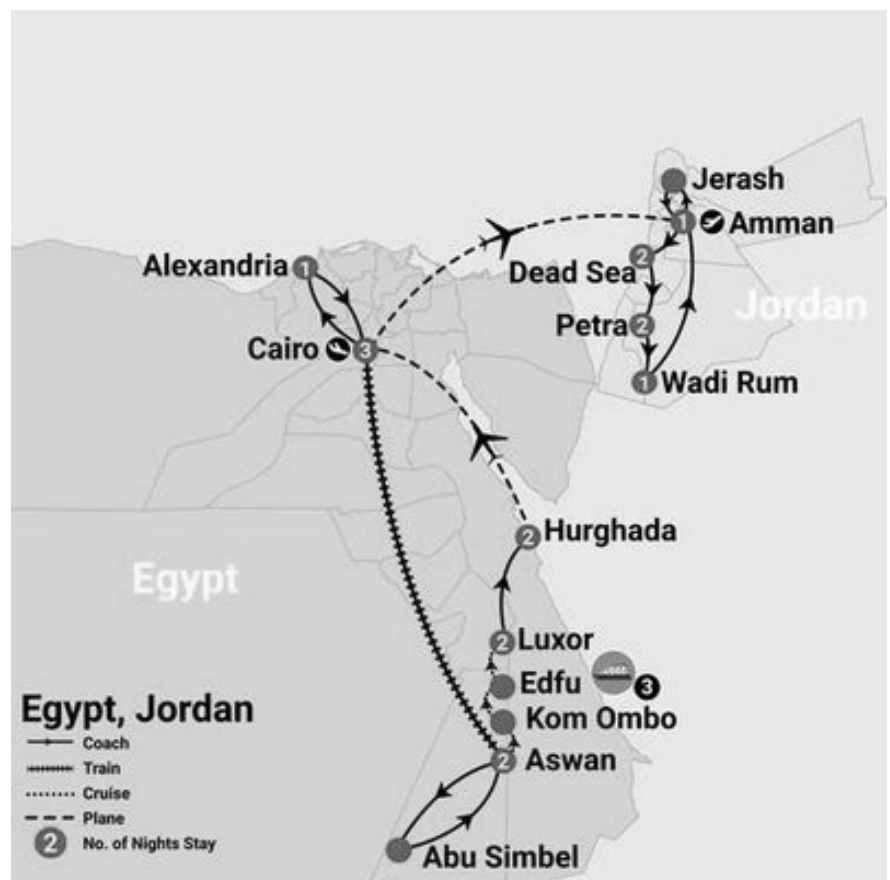 Jerash
1 Amman
Alexandria 1
2
Dead Sea
Jordan
Petra 2
Cairo 3
1 Wadi Rum
2 Hurghada
Egypt
2 Luxor
Edfu
3
Egypt, Jordan
Kom Ombo
Coach
2 Aswan
Train
Cruise
Plane
2 No. of Nights Stay
Abu Simbel